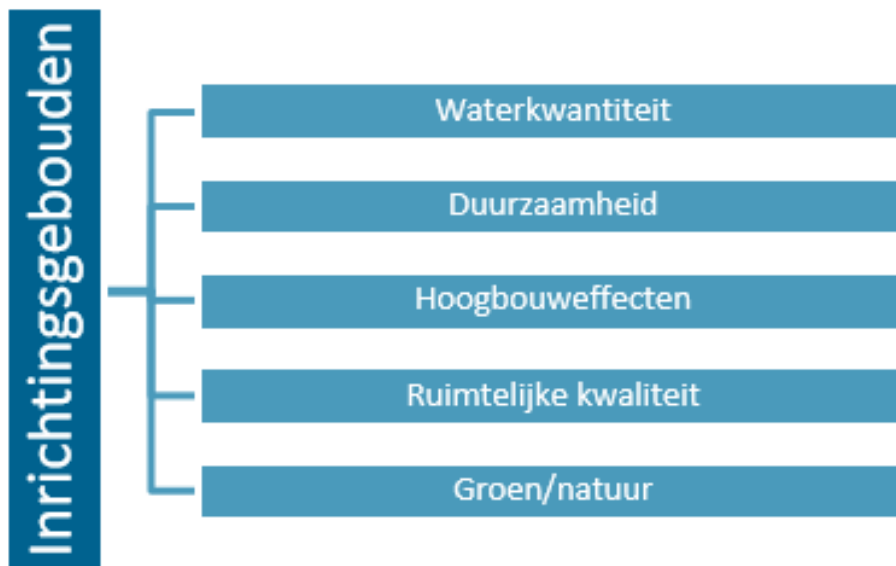 Inrichtingsgebouden
Waterkwantiteit
Duurzaamheid
Hoogbouweffecten
Ruimtelijke kwaliteit
Groen/natuur